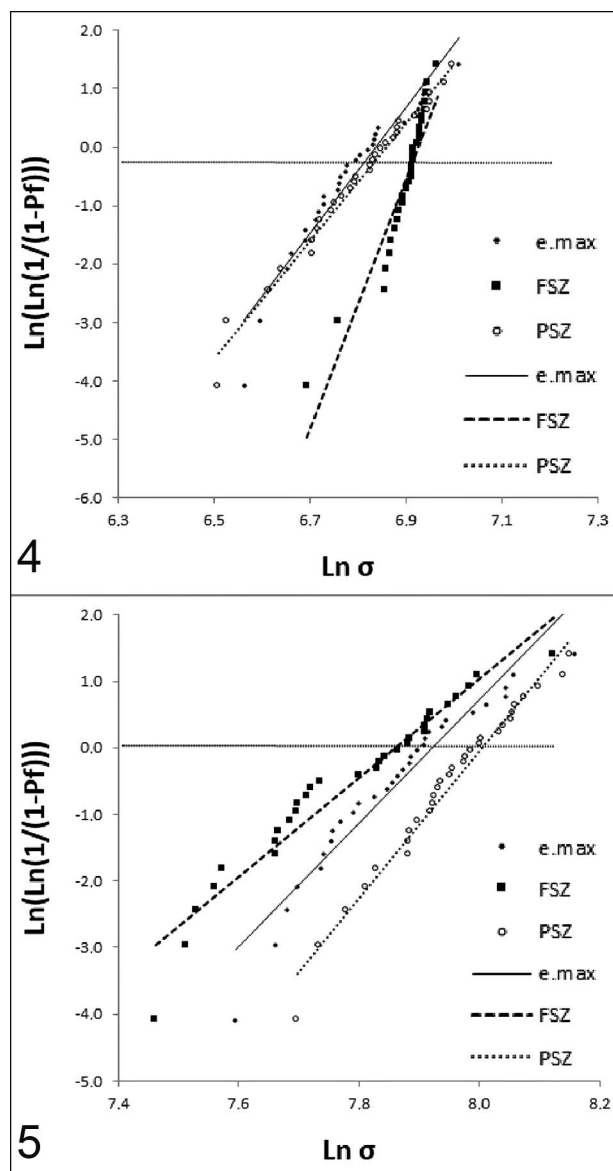 2.0
1.0
0.0
-1.0
-2.0
-3.0
-4.0
-5.0
-6.0
Ln(Ln(1/(1-Pf)))
e.max
FSZ
PSZ
e.max
FSZ
PSZ
6.3 6.5 6.7 6.9 7.1 7.3
Ln σ
4
2.0
1.0
0.0
-1.0
-2.0
-3.0
-4.0
-5.0
Ln(Ln(1/(1-Pf)))
e.max
FSZ
PSZ
e.max
FSZ
PSZ
7.4 7.6 7.8 8.0 8.2
Ln σ
5